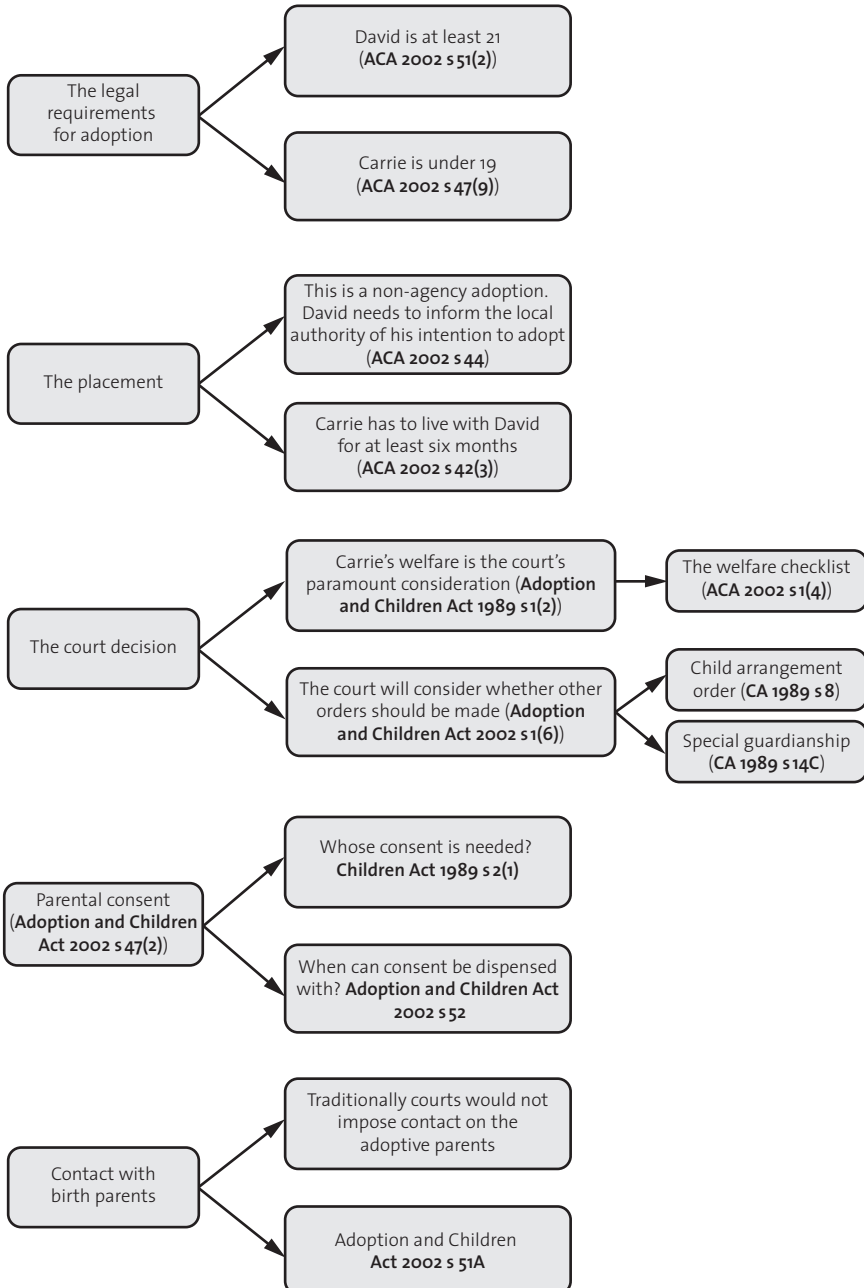 The legal
requirements
for adoption
David is at least 21
(ACA 2002 s 51(2))
Carrie is under 19
(ACA 2002 s 47(9))
The placement
This is a non-agency adoption.
David needs to inform the local
authority of his intention to adopt
(ACA 2002 s 44)
Carrie has to live with David
for at least six months
(ACA 2002 s 42(3))
The court decision
Carrie’s welfare is the court’s
paramount consideration (Adoption
and Children Act 1989 s 1(2))
The welfare checklist
(ACA 2002 s 1(4))
The court will consider whether other
orders should be made (Adoption
and Children Act 2002 s 1(6))
Child arrangement
order (CA 1989 s 8)
Special guardianship
(CA 1989 s 14C)
Parental consent
(Adoption and Children
Act 2002 s 47(2))
Whose consent is needed?
Children Act 1989 s 2(1)
When can consent be dispensed
with? Adoption and Children Act
2002 s 52
Contact with
birth parents
Traditionally courts would not
impose contact on the
adoptive parents
Adoption and Children
Act 2002 s 51A